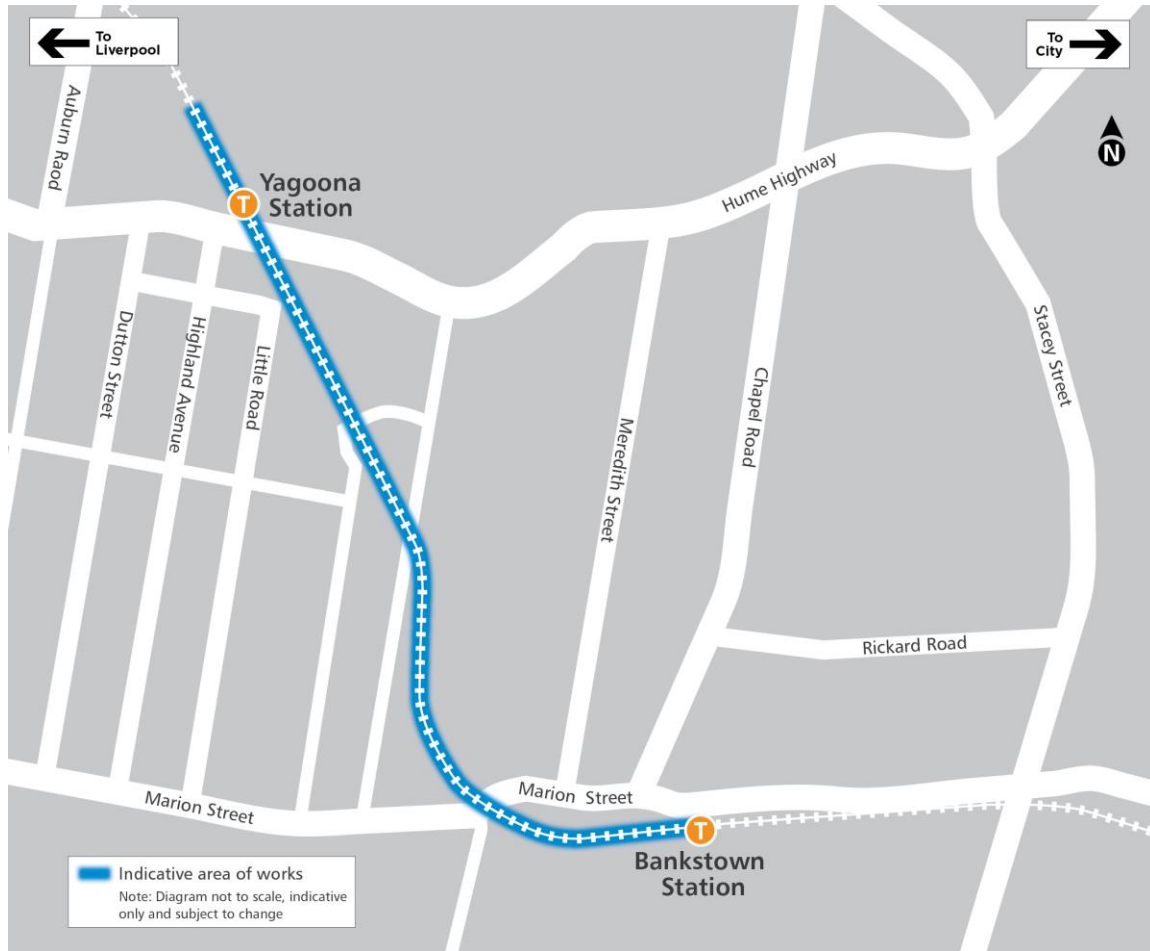 To
Liverpool
To
City
Auburn Raod
N
T
Yagoona
Station
Hume Highway
Dutton Street
Highland Avenue
Little Road
Meredith Street
Chapel Road
Stacey Street
Rickard Road
Marion Street
Marion Street
T
Bankstown
Station
Indicative area of works
Note: Diagram not to scale, indicative
only and subject to change